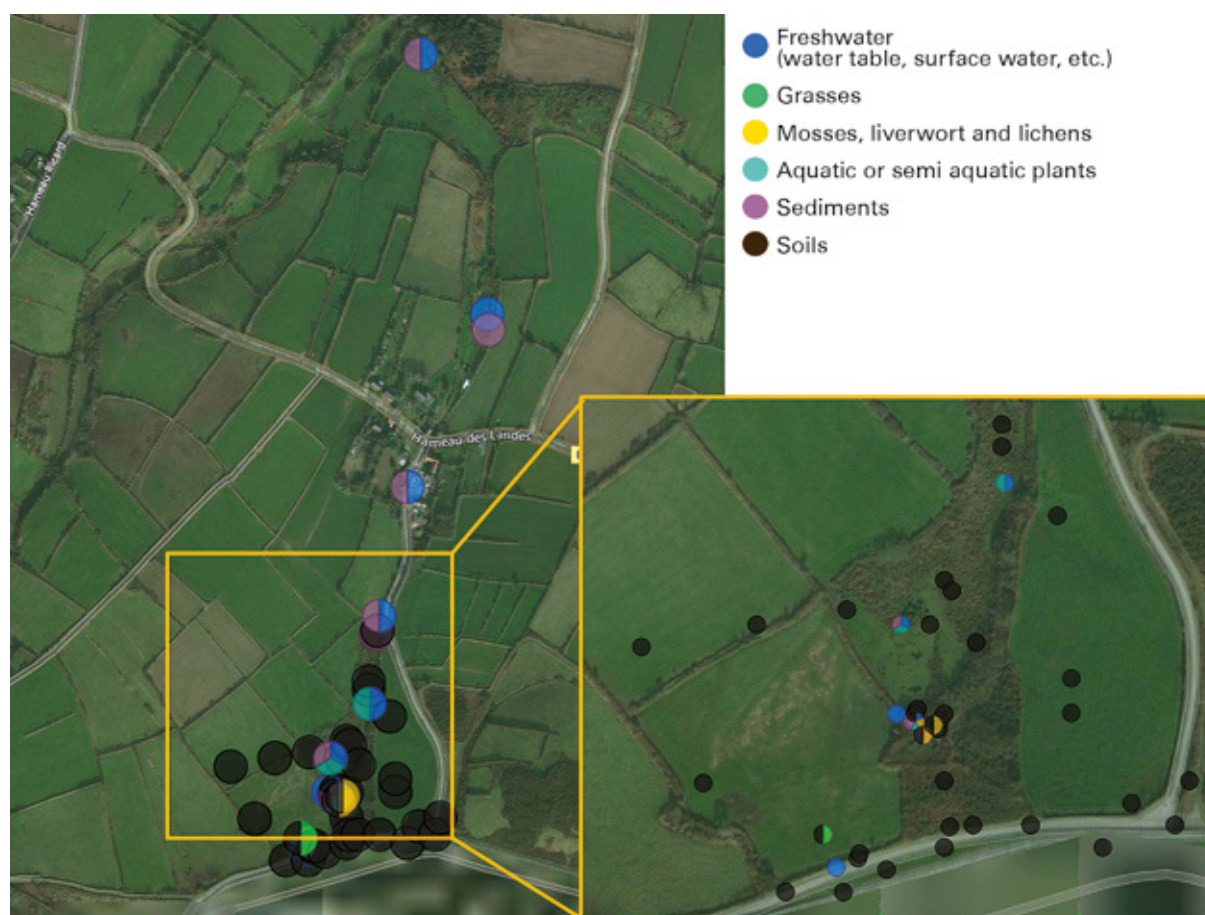 Freshwater
(water table, surface water, etc.)
Grasses
Mosses, liverwort and lichens
Aquatic or semi aquatic plants
Sediments
Soils
Hameau Ricard
Hameau des Landes